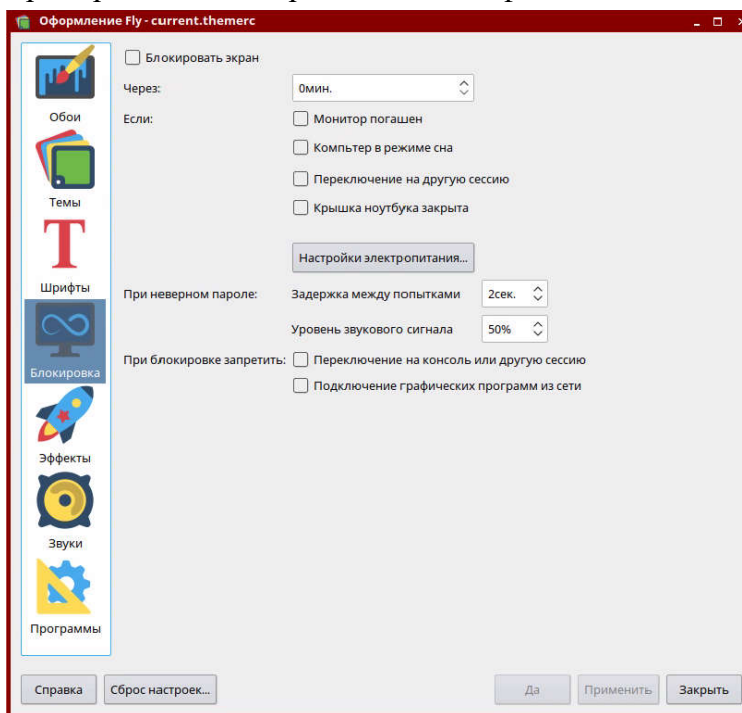 Оформление Fly - current.themerc
Обои
Темы
Шрифты
Блокировка
Эффекты
Звуки
Программы
Блокировать экран
Через: 0мин.
Если: Монитор погашен
Компьтер в режиме сна
Переключение на другую сессию
Крышка ноутбука закрыта
Настройки электропитания...
При неверном пароле: Задержка между попытками 2сек.
Уровень звукового сигнала 50%
При блокировке запретить: Переключение на консоль или другую сессию
Подключение графических программ из сети
Справка Сброс настроек... Да Применить Закрыть